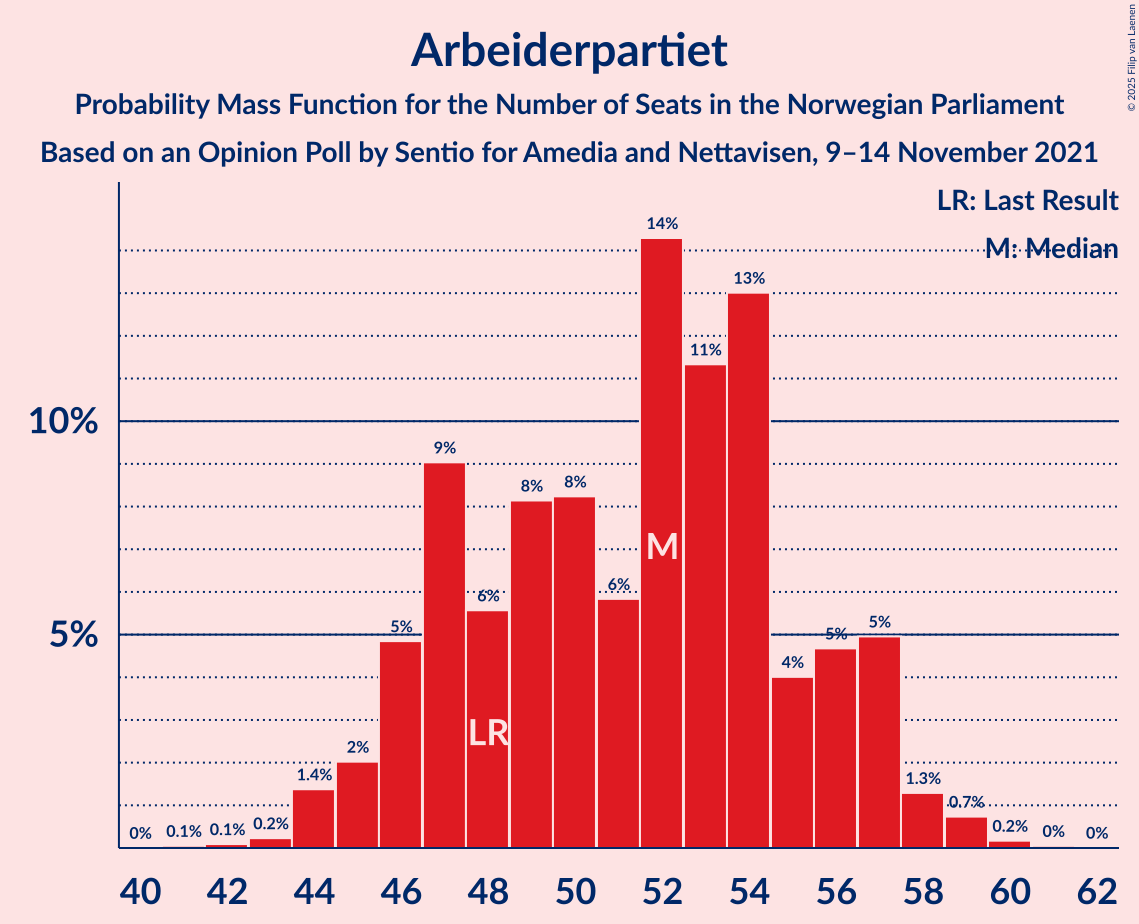 Arbeiderpartiet
Probability Mass Function for the Number of Seats in the Norwegian Parliament
Based on an Opinion Poll by Sentio for Amedia and Nettavisen, 9–14 November 2021
© 2025 Filip van Laenen
LR: Last Result
M: Median
14%
13%
11%
10%
9%
8%
8%
6%
6%
5%
5%
5%
5%
4%
2%
1.4%
1.3%
0.7%
0%
0.1%
0.1%
0.2%
0.2%
0%
0%
M
LR
40 42 44 46 48 50 52 54 56 58 60 62